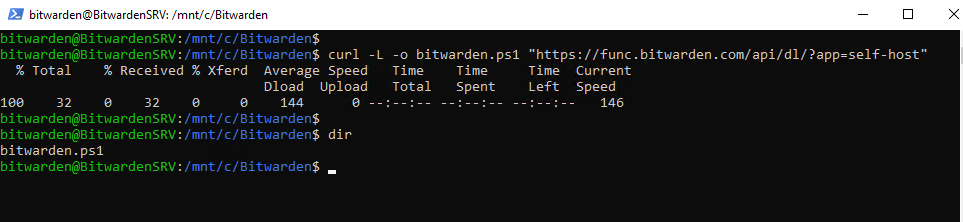 bitwarden@BitwardenSRV: /mnt/c/Bitwarden
bitwarden@BitwardenSRV:/mnt/c/Bitwarden$
bitwarden@BitwardenSRV:/mnt/c/Bitwarden$ curl -L -o bitwarden.ps1 "https://func.bitwarden.com/api/dl/?app=self-host"
  % Total    % Received % Xferd  Average Speed   Time    Time     Time  Current
                                 Dload  Upload   Total   Spent    Left  Speed
100    32    0    32    0     0    144      0 --:--:-- --:--:-- --:--:--   146
bitwarden@BitwardenSRV:/mnt/c/Bitwarden$
bitwarden@BitwardenSRV:/mnt/c/Bitwarden$ dir
bitwarden.ps1
bitwarden@BitwardenSRV:/mnt/c/Bitwarden$